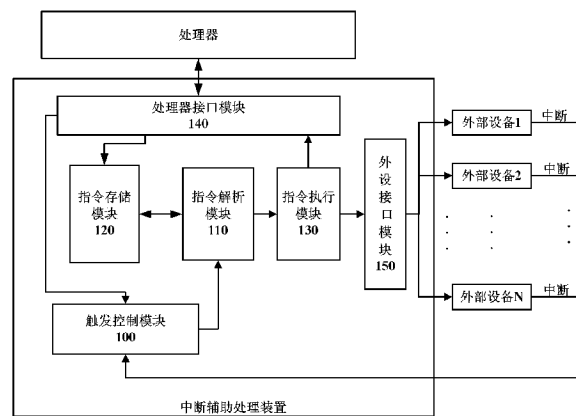 处理器
处理器接口模块
140
外部设备1
中断
指令存储
模块
120
指令解析
模块
110
指令执行
模块
130
外
设
接
口
模
块
150
外部设备2
中断
外部设备N
中断
触发控制模块
100
中断辅助处理装置